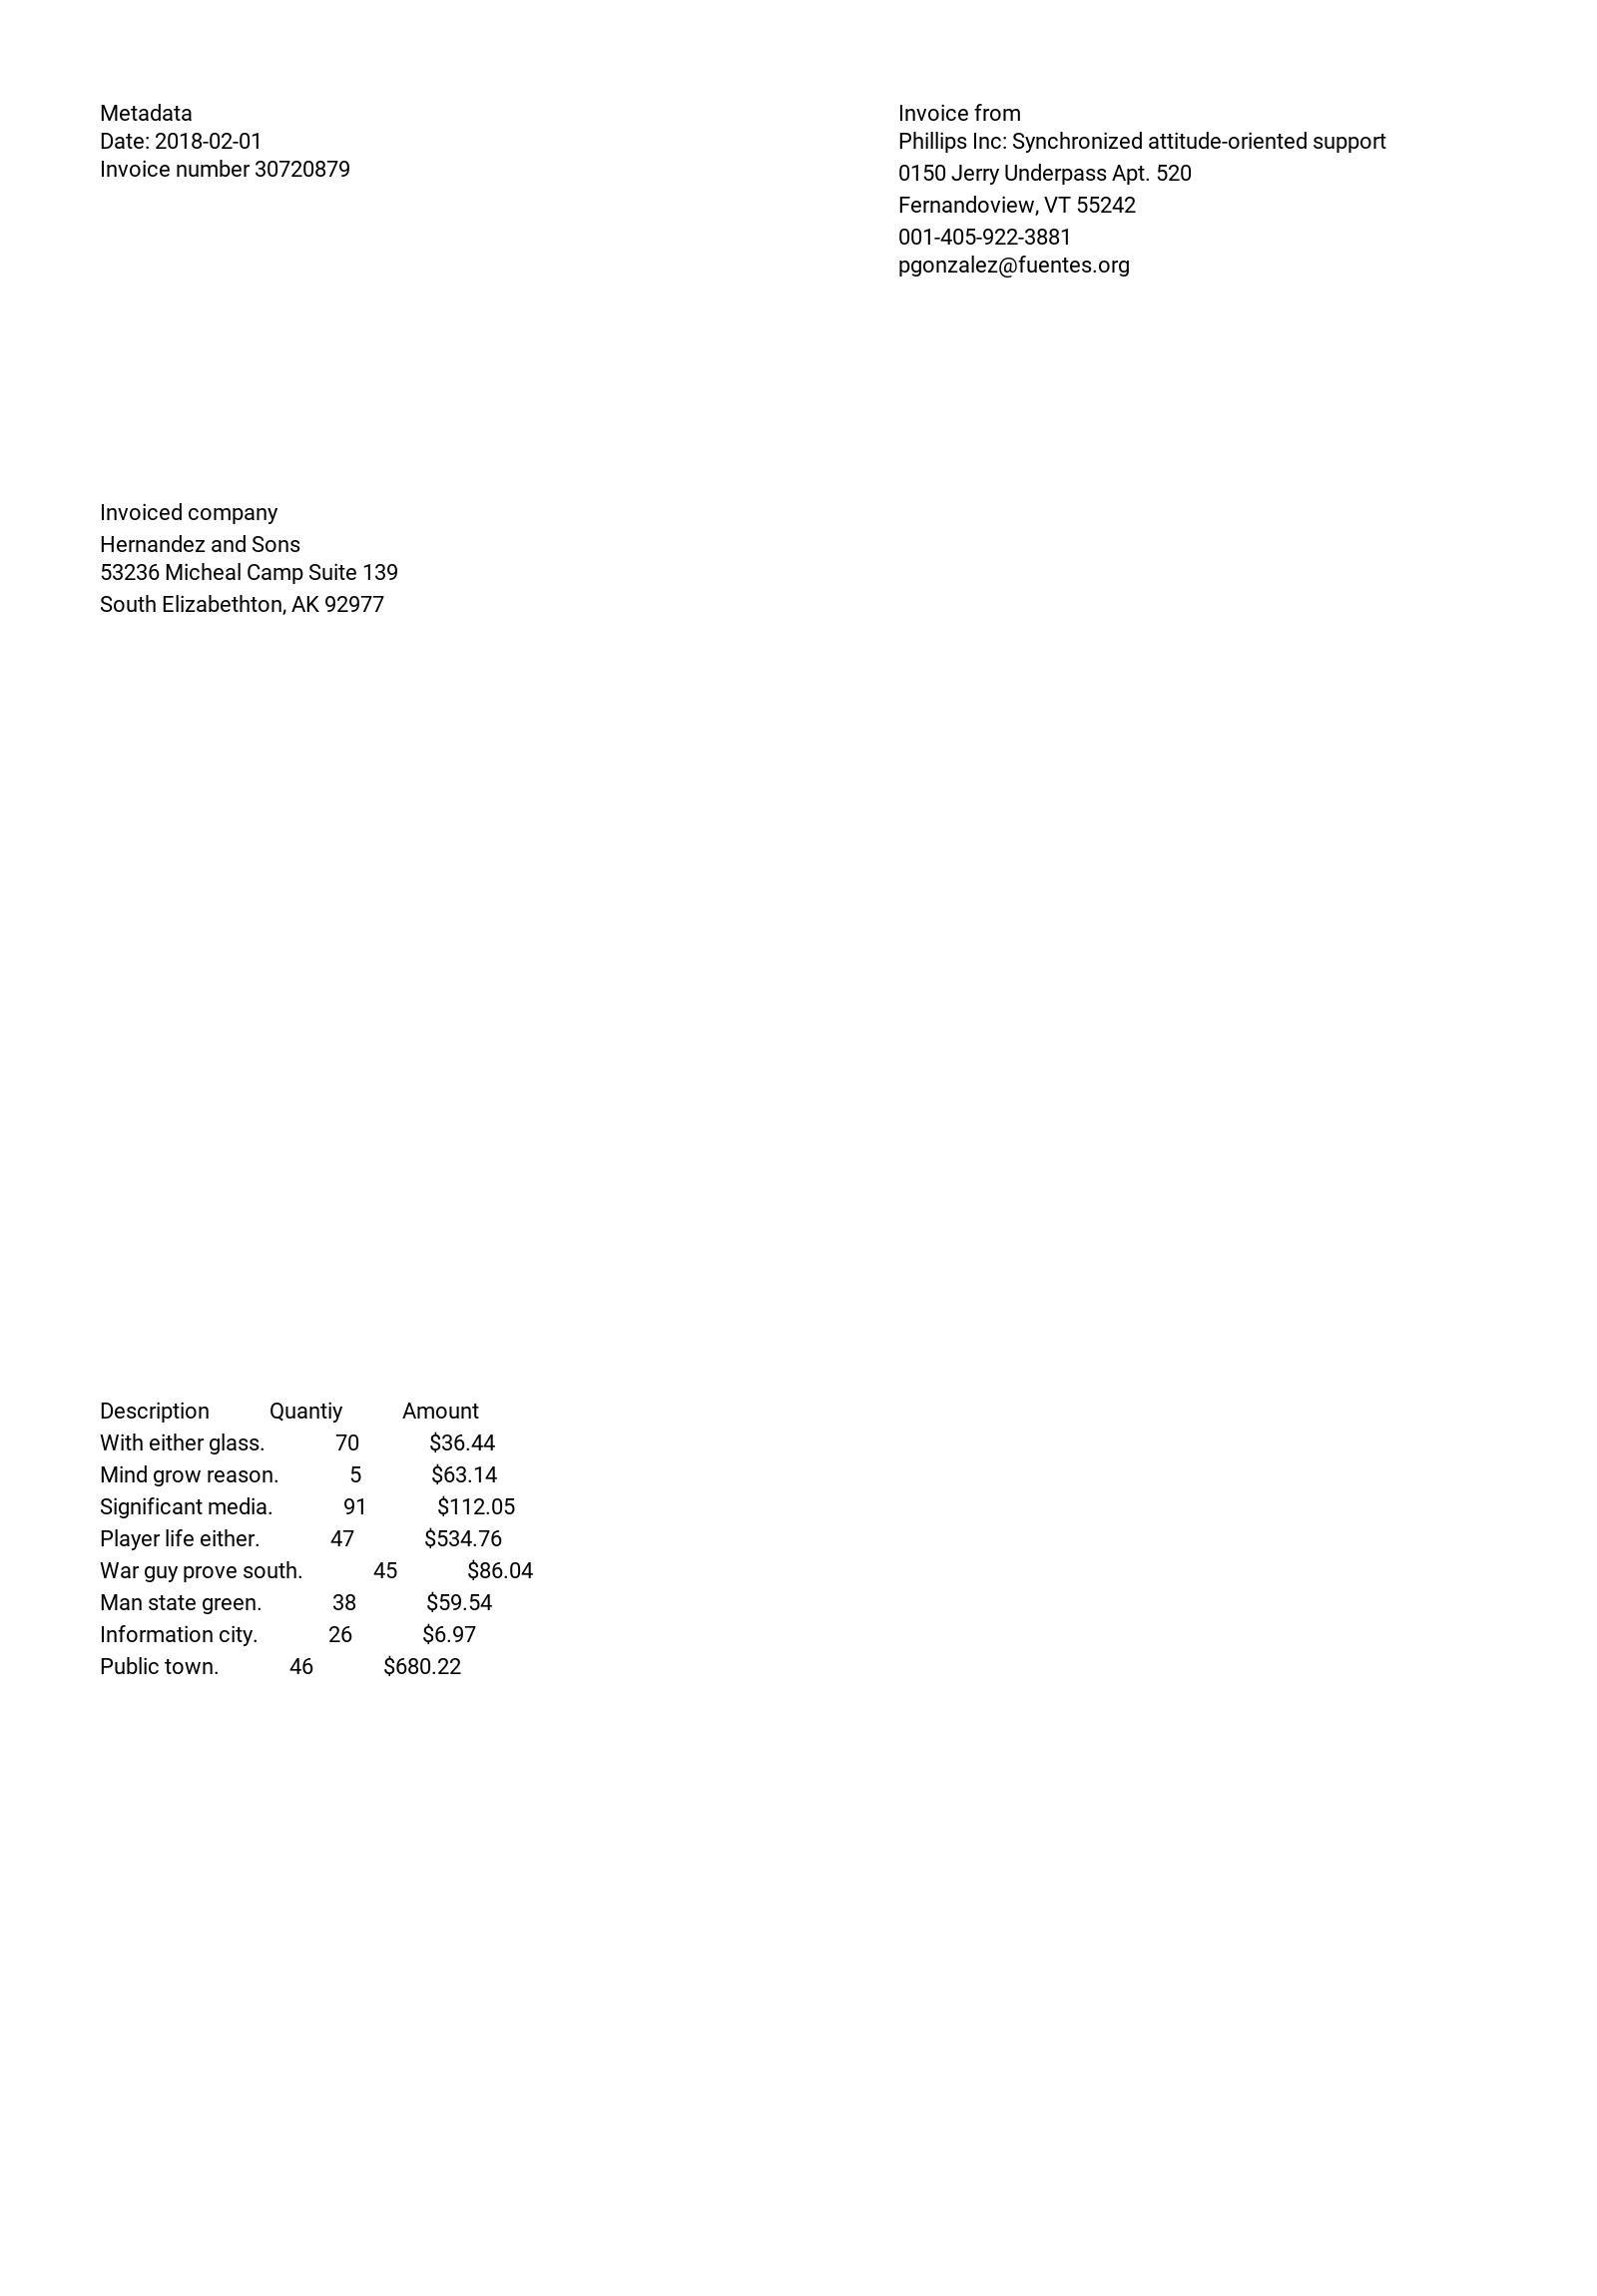 Metadata
Date: 2018-02-01
Invoice number 30720879
Invoice from
Phillips Inc: Synchronized attitude-oriented support
0150 Jerry Underpass Apt. 520
Fernandoview, VT 55242
001-405-922-3881
pgonzalez@fuentes.org
Invoiced company
Hernandez and Sons
53236 Micheal Camp Suite 139
South Elizabethton, AK 92977
Description Quantiy Amount
With either glass. 70 $36.44
Mind grow reason. 5 $63.14
Significant media. 91 $112.05
Player life either. 47 $534.76
War guy prove south. 45 $86.04
Man state green. 38 $59.54
Information city. 26 $6.97
Public town. 46 $680.22